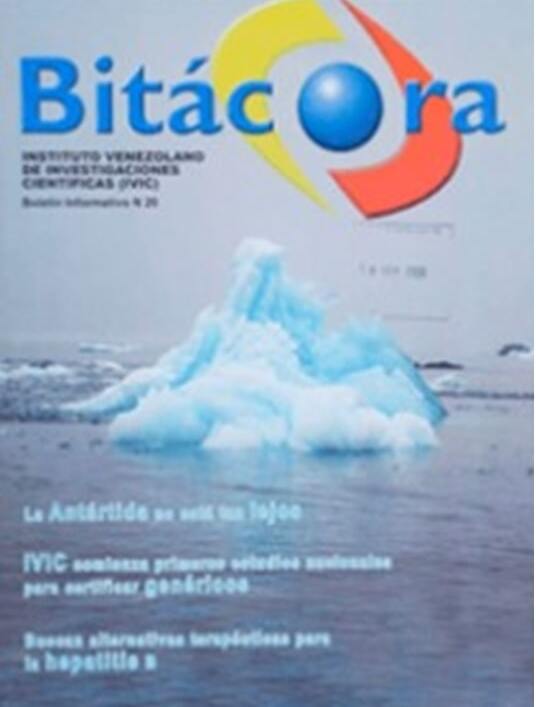 Bitácora
INSTITUTO VENEZOLANO
DE INVESTIGACIONES
CIENTIFICAS (IVIC)
Boletín Informativo N 20
La Antártida no está tan lejos
IVIC comienza primeros estudios nacionales
para certificar genéricos
Buscan alternativas terapéuticas para
la hepatitis